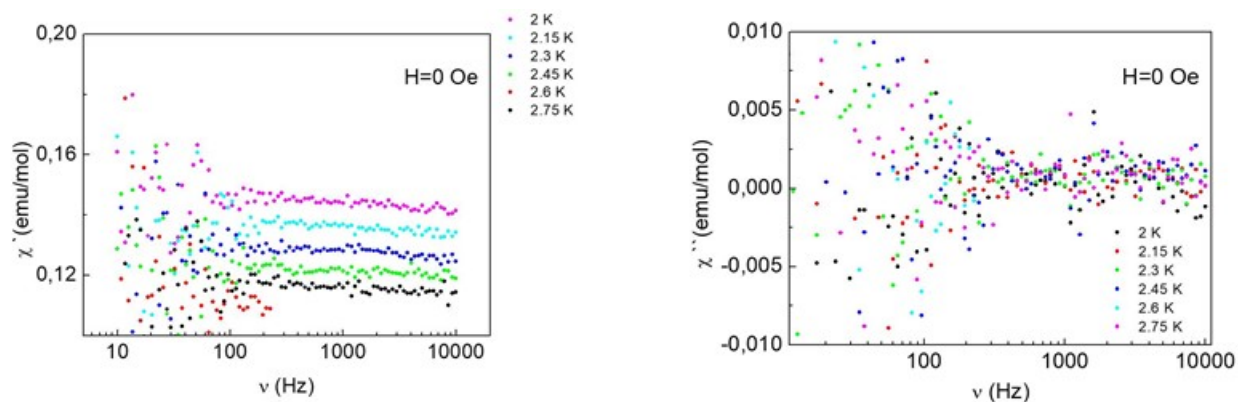 0,20
0,16
0,12
χ`(emu/mol)
10 100 1000 10000
ν (Hz)
H=0 Oe
2 K
2.15 K
2.3 K
2.45 K
2.6 K
2.75 K
0,010
0,005
0,000
-0,005
-0,010
χ``(emu/mol)
100 1000 10000
ν (Hz)
H=0 Oe
2 K
2.15 K
2.3 K
2.45 K
2.6 K
2.75 K